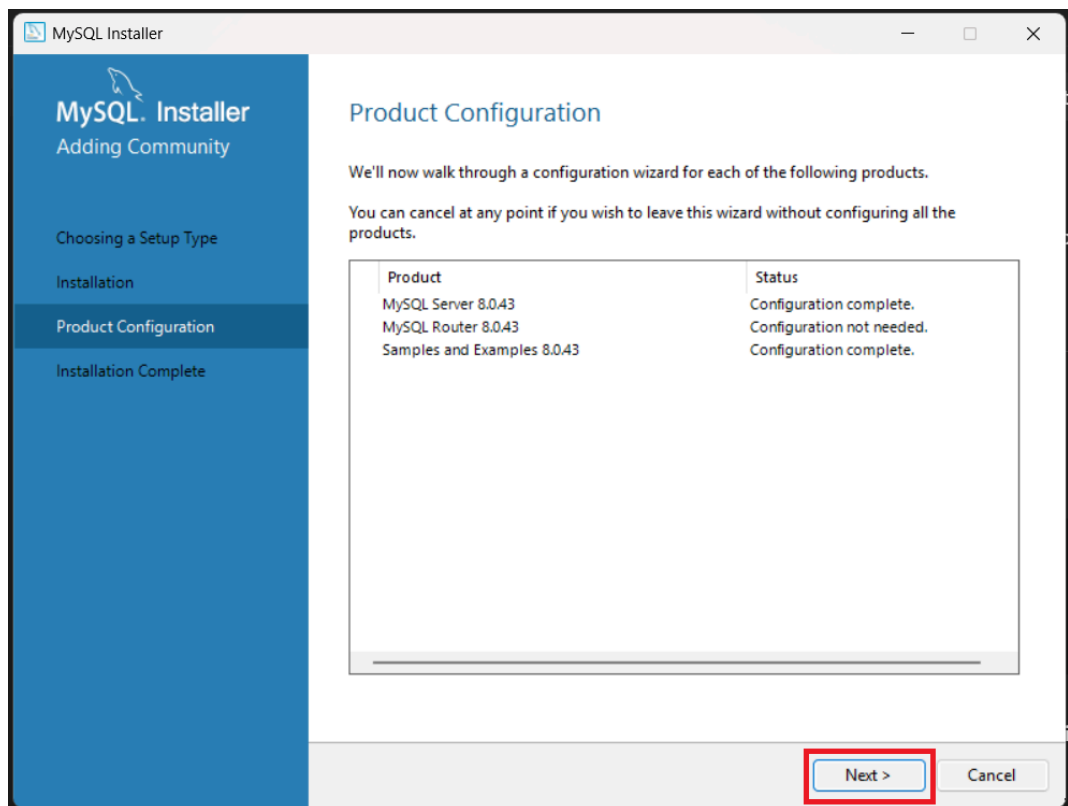 MySQL Installer
MySQL. Installer
Adding Community
Choosing a Setup Type
Installation
Product Configuration
Installation Complete
Product Configuration
We'll now walk through a configuration wizard for each of the following products.
You can cancel at any point if you wish to leave this wizard without configuring all the
products.
Product Status
MySQL Server 8.0.43 Configuration complete.
MySQL Router 8.0.43 Configuration not needed.
Samples and Examples 8.0.43 Configuration complete.
Next > Cancel